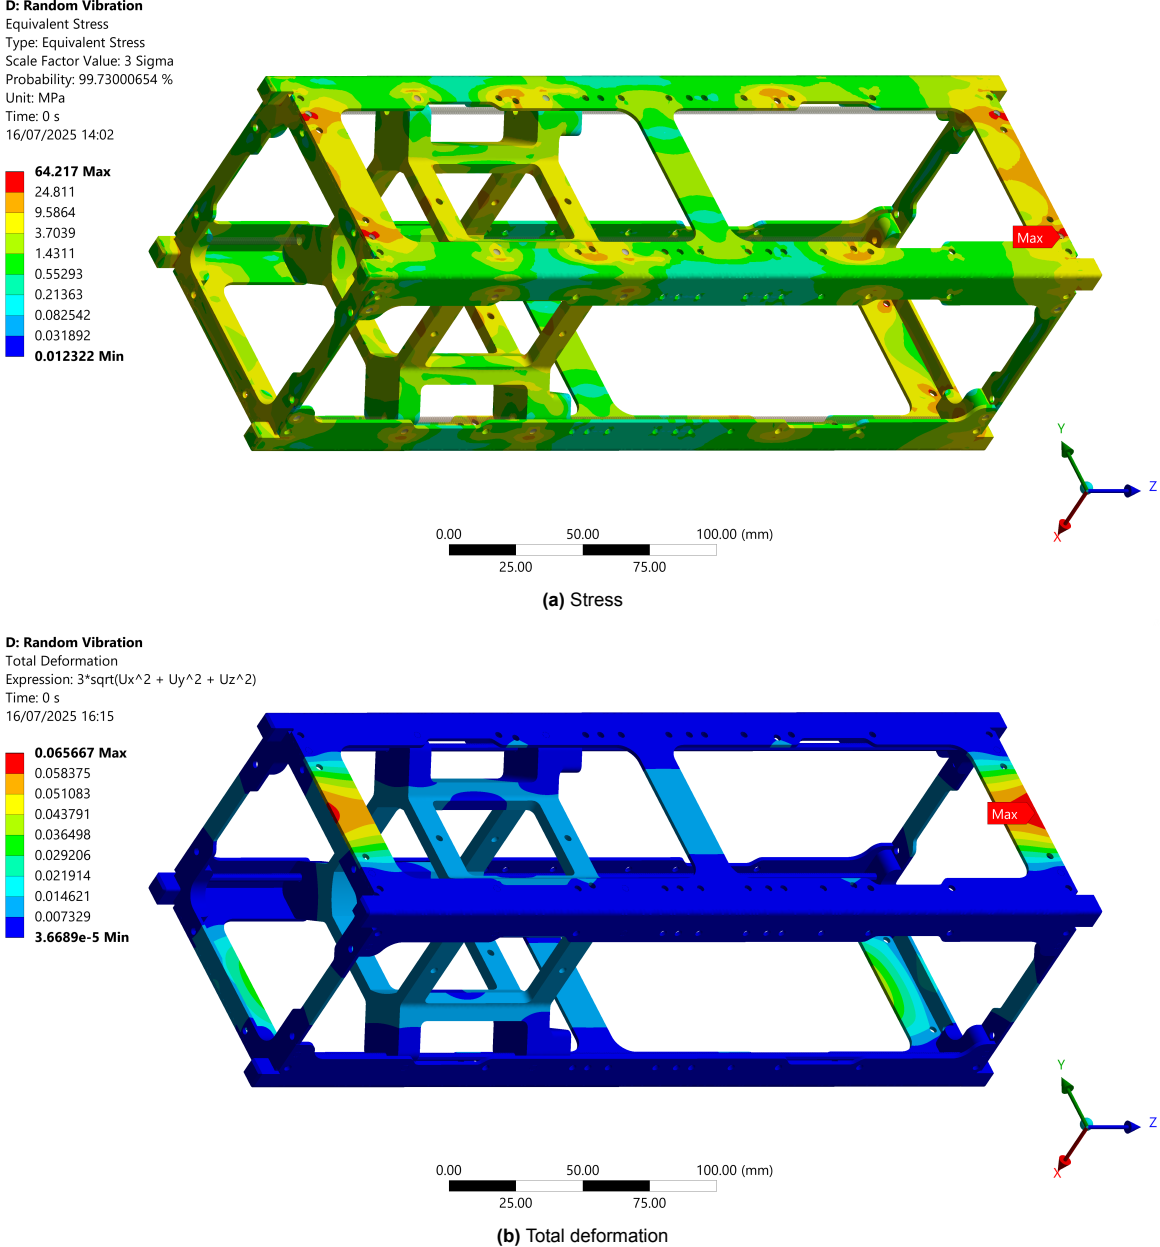 D: Random Vibration
Equivalent Stress
Type: Equivalent Stress
Scale Factor Value: 3 Sigma
Probability: 99.73000654 %
Unit: MPa
Time: 0 s
16/07/2025 14:02
64.217 Max
24.811
9.5864
3.7039
1.4311
0.55293
0.21363
0.082542
0.031892
0.012322 Min
Max
Y
Z
X
0.00 50.00 100.00 (mm)
25.00 75.00
(a) Stress
D: Random Vibration
Total Deformation
Expression: 3*sqrt(Ux^2 + Uy^2 + Uz^2)
Time: 0 s
16/07/2025 16:15
0.065667 Max
0.058375
0.051083
0.043791
0.036498
0.029206
0.021914
0.014621
0.007329
3.6689e-5 Min
Max
Y
Z
X
0.00 50.00 100.00 (mm)
25.00 75.00
(b) Total deformation